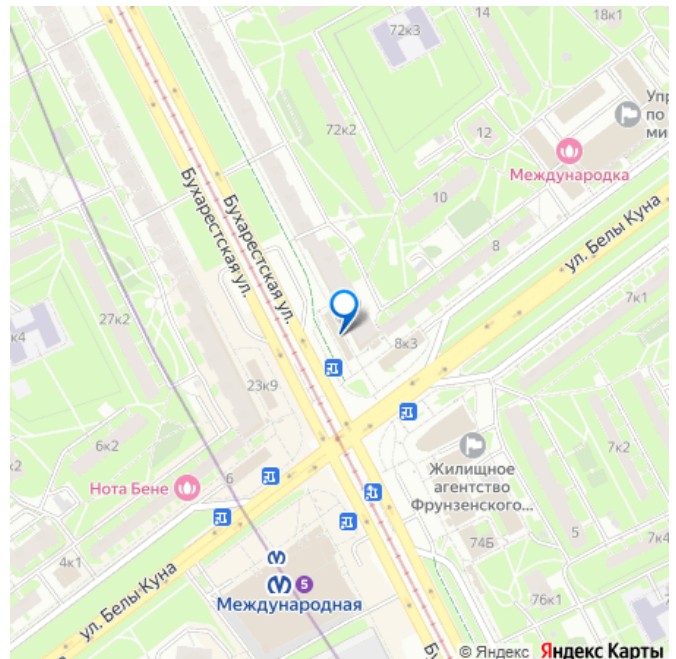 14
18к1
72к3
Упр
по
ми
72к2
12
Международка
10
Бухарестская ул.
Бухарестская ул.
8
ул. Белы Куна
7к1
27к2
к4
8к3
23к9
6к2
к2
6
7к2
Нота Бене
Жилищное
агентство
Фрунзенского...
5
74Б
7к4
4к1
ул. Белы Куна
5
Международная
76к1
Бу
© Яндекс Яндекс Карты